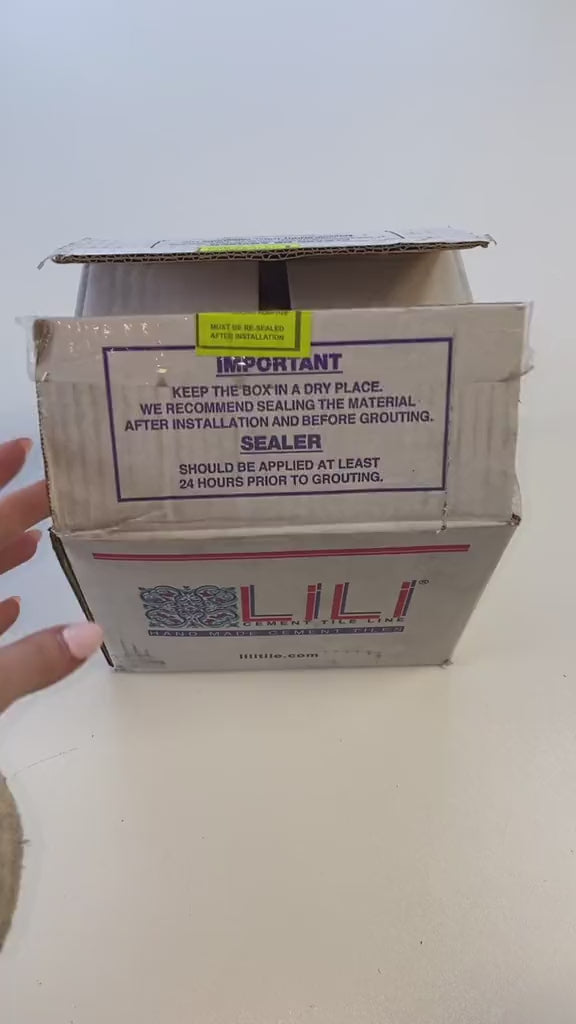 MUST BE RE-SEALED
AFTER INSTALLATION
IMPORTANT
KEEP THE BOX IN A DRY PLACE.
WE RECOMMEND SEALING THE MATERIAL
AFTER INSTALLATION AND BEFORE GROUTING.
SEALER
SHOULD BE APPLIED AT LEAST
24 HOURS PRIOR TO GROUTING.
LiLi®
CEMENT TILE LINE
HAND MADE CEMENT TILES
lilitile.com